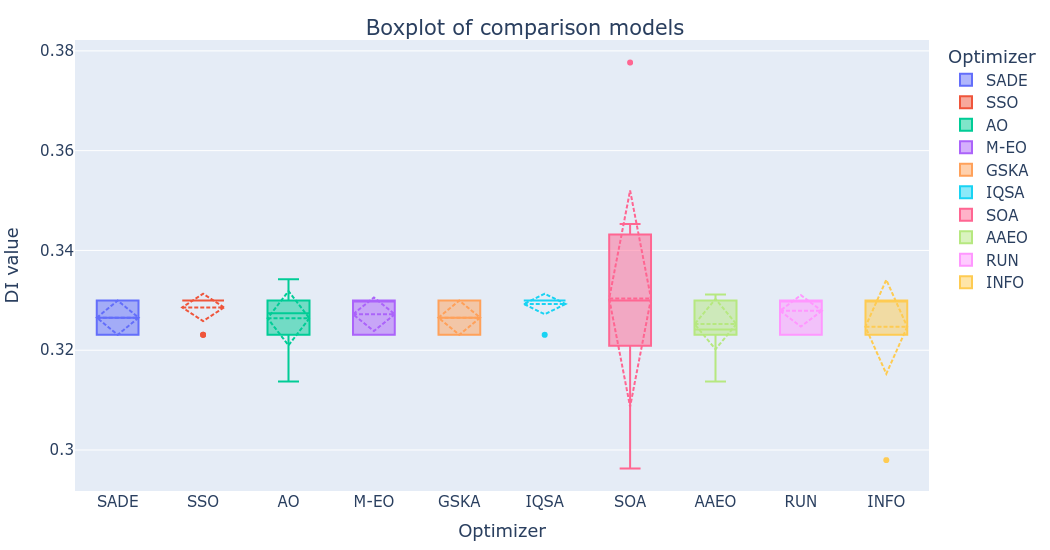 Boxplot of comparison models
0.38
0.36
0.34
0.32
0.3
DI value
SADE
SSO
AO
M-EO
GSKA
IQSA
SOA
AAEO
RUN
INFO
Optimizer
Optimizer
SADE
SSO
AO
M-EO
GSKA
IQSA
SOA
AAEO
RUN
INFO